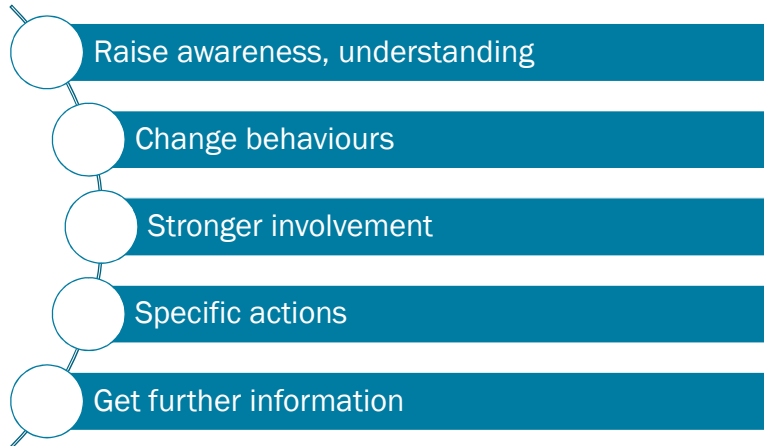 Raise awareness, understanding
Change behaviours
Stronger involvement
Specific actions
Get further information